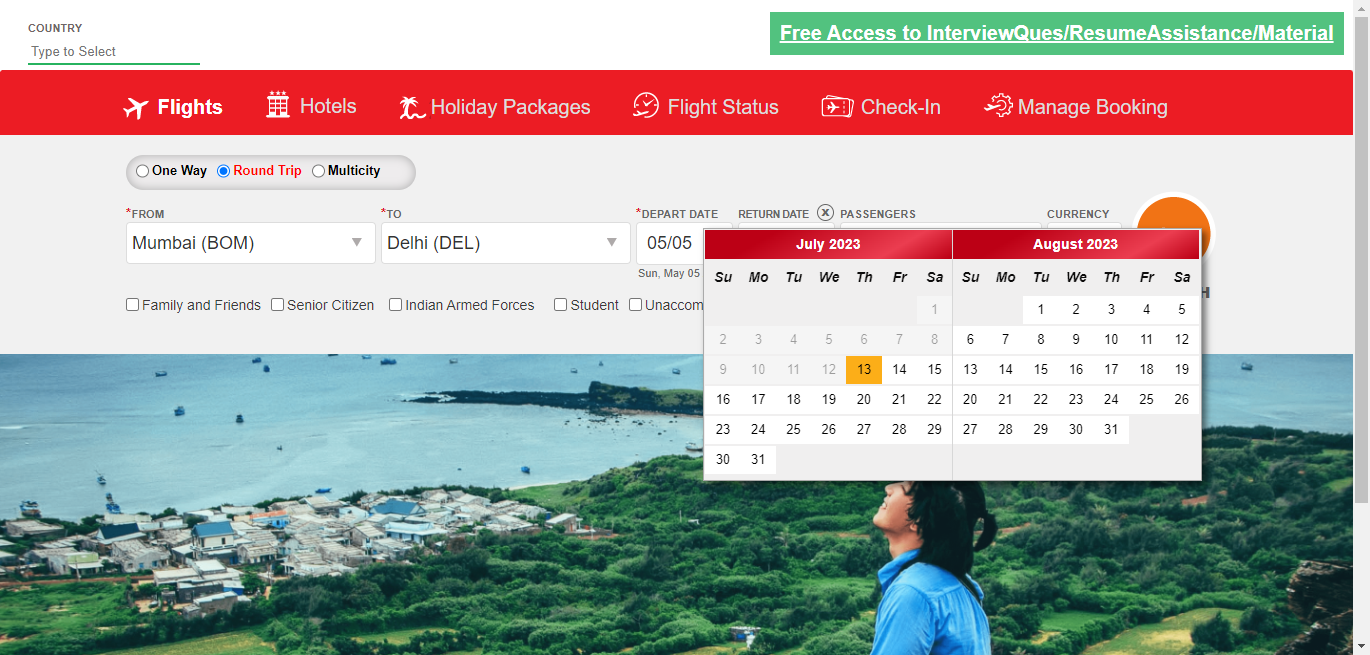 COUNTRY
Type to Select
Free Access to InterviewQues/ResumeAssistance/Material
Flights Hotels Holiday Packages Flight Status Check-In Manage Booking
One Way Round Trip Multicity
*FROM *TO *DEPART DATE RETURN DATE X PASSENGERS CURRENCY
Mumbai (BOM) Delhi (DEL) 05/05
Sun, May 05
Family and Friends Senior Citizen Indian Armed Forces Student Unaccom
H
July 2023
Su Mo Tu We Th Fr Sa
1
2 3 4 5 6 7 8
9 10 11 12 13 14 15
16 17 18 19 20 21 22
23 24 25 26 27 28 29
30 31
August 2023
Su Mo Tu We Th Fr Sa
1 2 3 4 5
6 7 8 9 10 11 12
13 14 15 16 17 18 19
20 21 22 23 24 25 26
27 28 29 30 31